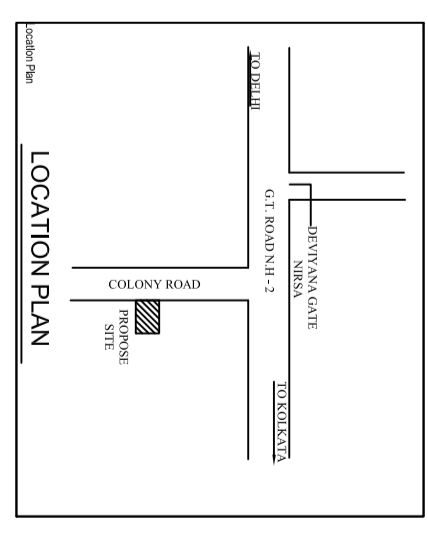 TO DELHI
DEVIYANA GATE
NIRSA
G.T. ROAD N.H - 2
TO KOLKATA
COLONY ROAD
PROPOSE
SITE
LOCATION PLAN
Location Plan